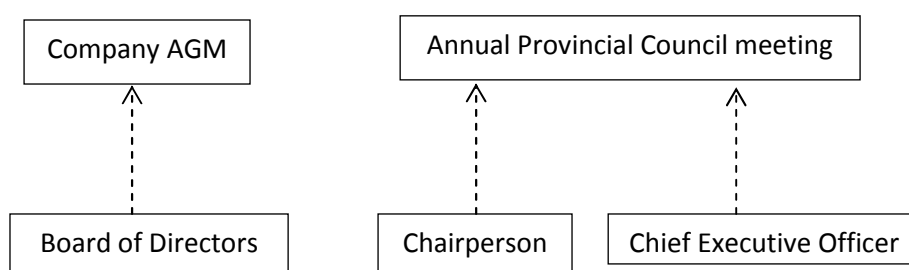 Company AGM
Annual Provincial Council meeting
Board of Directors
Chairperson
Chief Executive Officer